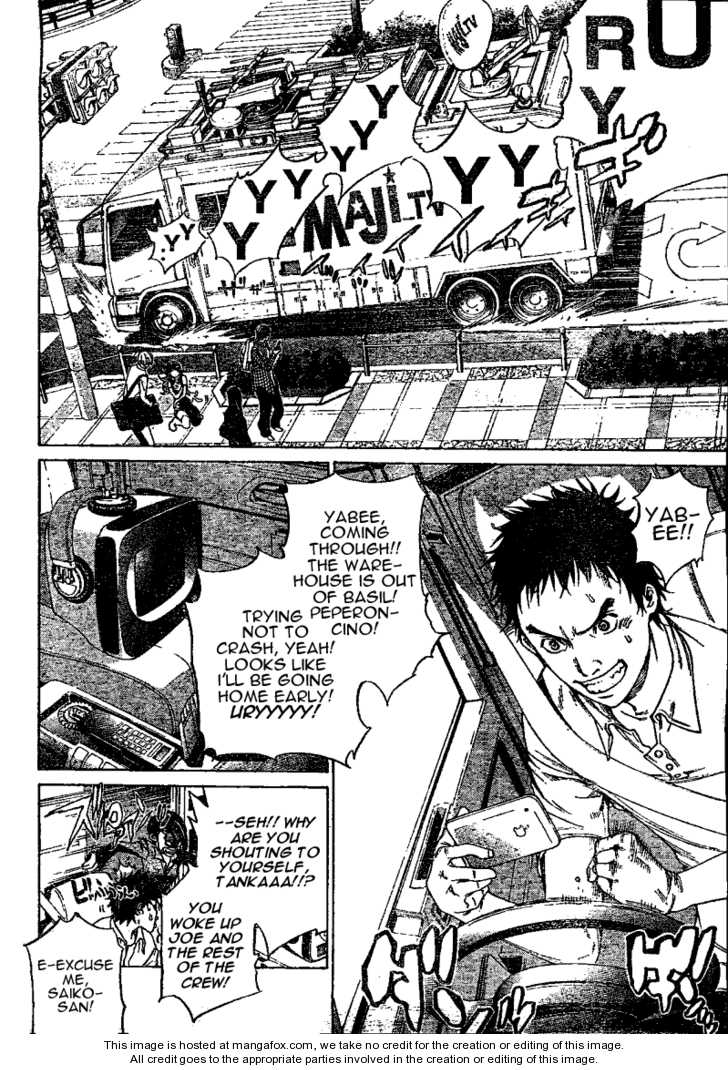 U
R
Y
Y
Y
Y
Y
Y
Y
Y
Y
YY!!
MAJi.TV
MAJi.TV
YAB-
EE!!
YABEE,
COMING
THROUGH!!
THE WARE-
HOUSE IS OUT
OF BASIL!
PEPERON-
CINO!
TRYING
NOT TO
CRASH, YEAH!
LOOKS LIKE
I'LL BE GOING
HOME EARLY!
URYYYYY!
--SEH!! WHY
ARE YOU
SHOUTING TO
YOURSELF,
TANKAAA!!?
YOU
WOKE UP
JOE AND
THE REST
OF THE
CREW!
E-EXCUSE
ME,
SAIKO-
SAN!
This image is hosted at mangafox.com, we take no credit for the creation or editing of this image.
All credit goes to the appropriate parties involved in the creation or editing of this image.